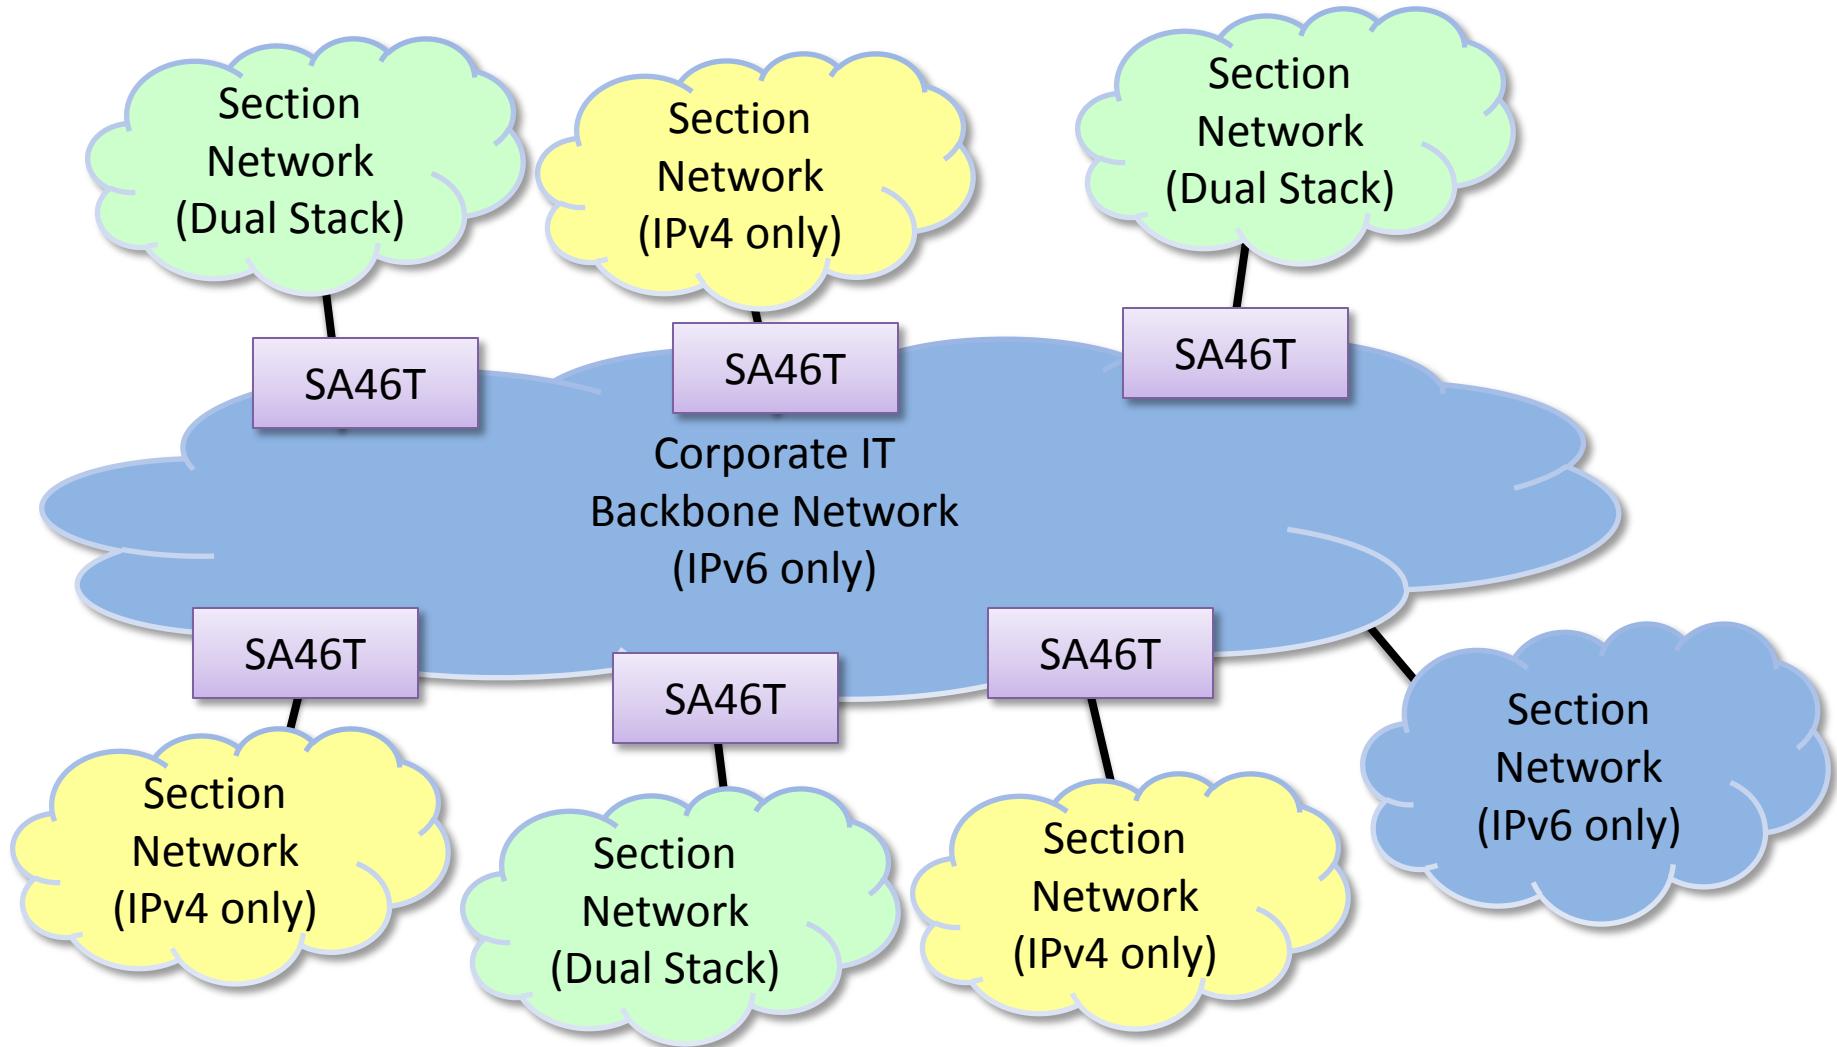 Section
Network
(Dual Stack)
Section
Network
(IPv4 only)
Section
Network
(Dual Stack)
SA46T
SA46T
SA46T
Corporate IT
Backbone Network
(IPv6 only)
SA46T
SA46T
SA46T
Section
Network
(IPv4 only)
Section
Network
(Dual Stack)
Section
Network
(IPv4 only)
Section
Network
(IPv6 only)